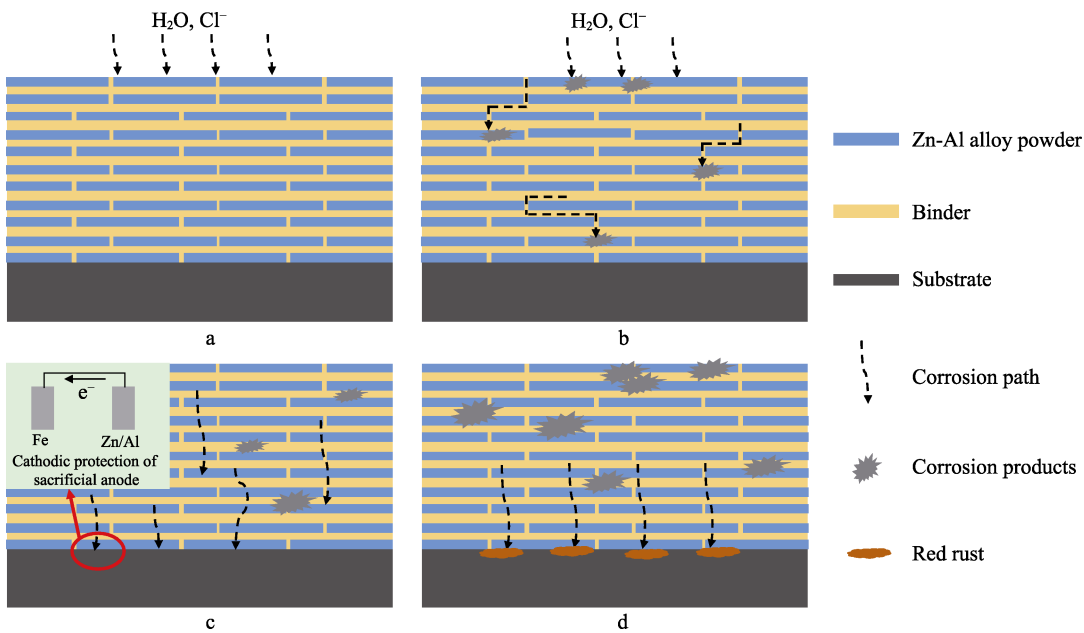 H₂O, Cl⁻
H₂O, Cl⁻
Zn-Al alloy powder
Binder
Substrate
a
b
e⁻
Fe
Zn/Al
Cathodic protection of
sacrificial anode
Corrosion path
Corrosion products
Red rust
c
d